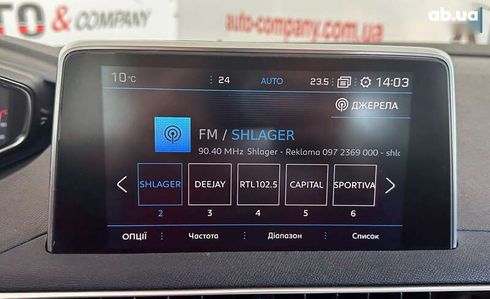 TO &
& COMPANY
auto-company.com.ua
ab.ua
10°C
24
AUTO
23.5
14:03
ДЖЕРЕЛА
FM / SHLAGER
90.40 MHz Shlager - Reklama 097 2369 000 - shlc
SHLAGER
DEEJAY
RTL102.5
CAPITAL
SPORTIVA
2
3
4
5
6
ОПЦІЇ
Частота
Діапазон
Список